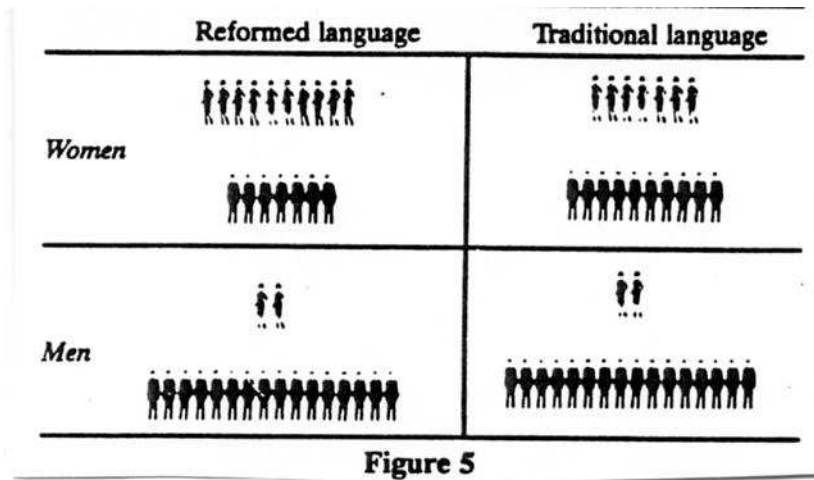 Reformed language
Traditional language
Women
Men
Figure 5